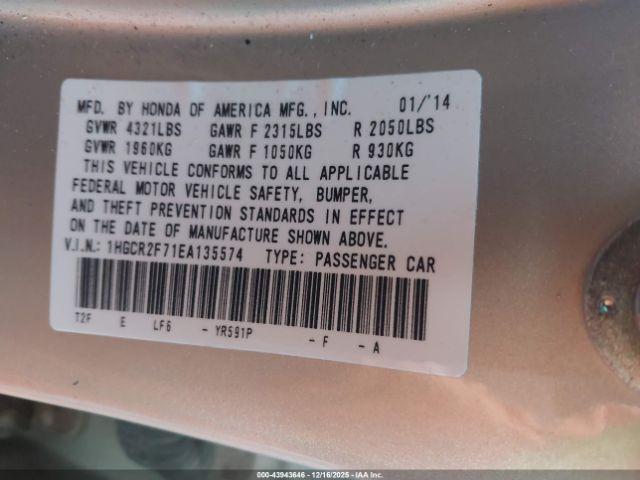 MFD. BY HONDA OF AMERICA MFG., INC. 01/'14
GVWR 4321LBS GAWR F 2315LBS R 2050LBS
GVWR 1960KG GAWR F 1050KG R 930KG
THIS VEHICLE CONFORMS TO ALL APPLICABLE
FEDERAL MOTOR VEHICLE SAFETY, BUMPER,
AND THEFT PREVENTION STANDARDS IN EFFECT
ON THE DATE OF MANUFACTURE SHOWN ABOVE.
V.I.N.: 1HGCR2F71EA135574 TYPE: PASSENGER CAR
T2F E LF6 - YR591P - F - A
000-43943646 - 12/16/2025 - IAA Inc.